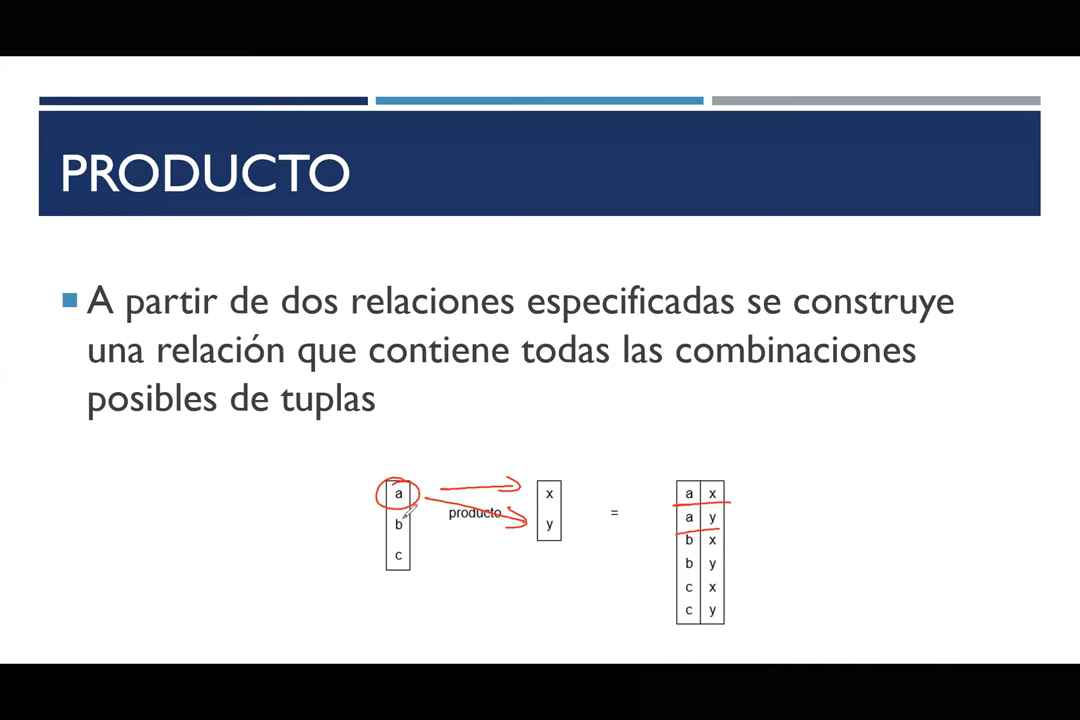 PRODUCTO
A partir de dos relaciones especificadas se construye
una relación que contiene todas las combinaciones
posibles de tuplas
a
b
c
producto
x
y
=
a x
a y
b x
b y
c x
c y